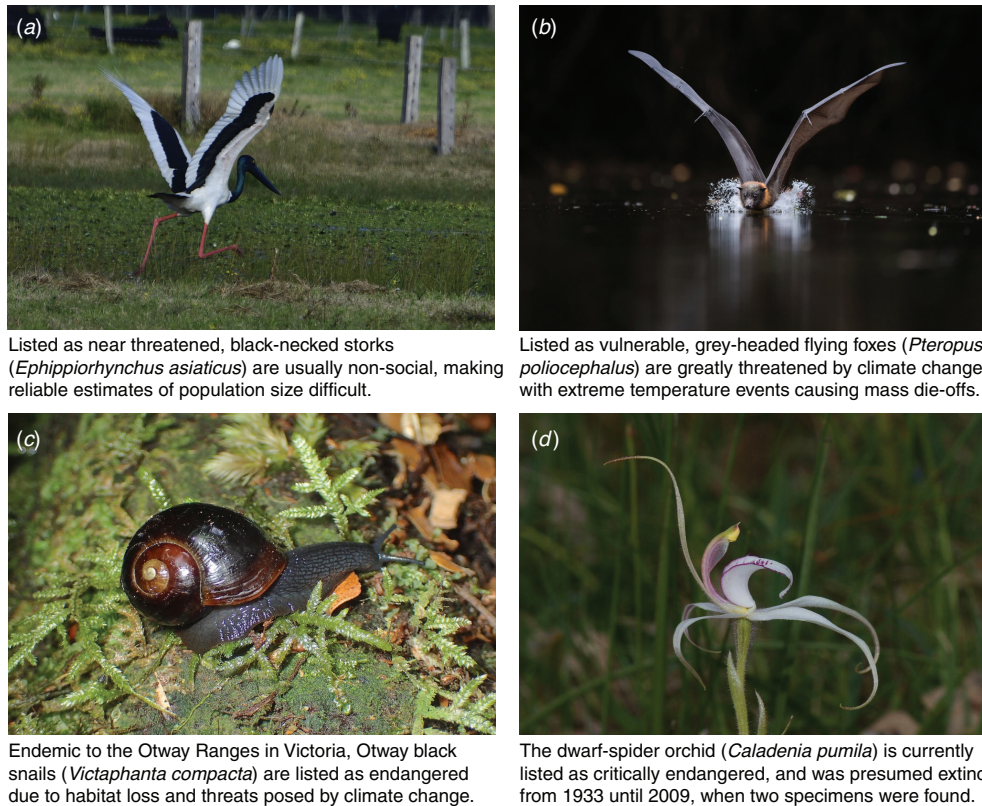 (a)
Listed as near threatened, black-necked storks
(Ephippiorhynchus asiaticus) are usually non-social, making
reliable estimates of population size difficult.
(b)
Listed as vulnerable, grey-headed flying foxes (Pteropus
poliocephalus) are greatly threatened by climate change
with extreme temperature events causing mass die-offs.
(c)
Endemic to the Otway Ranges in Victoria, Otway black
snails (Victaphanta compacta) are listed as endangered
due to habitat loss and threats posed by climate change.
(d)
The dwarf-spider orchid (Caladenia pumila) is currently
listed as critically endangered, and was presumed extinc
from 1933 until 2009, when two specimens were found.